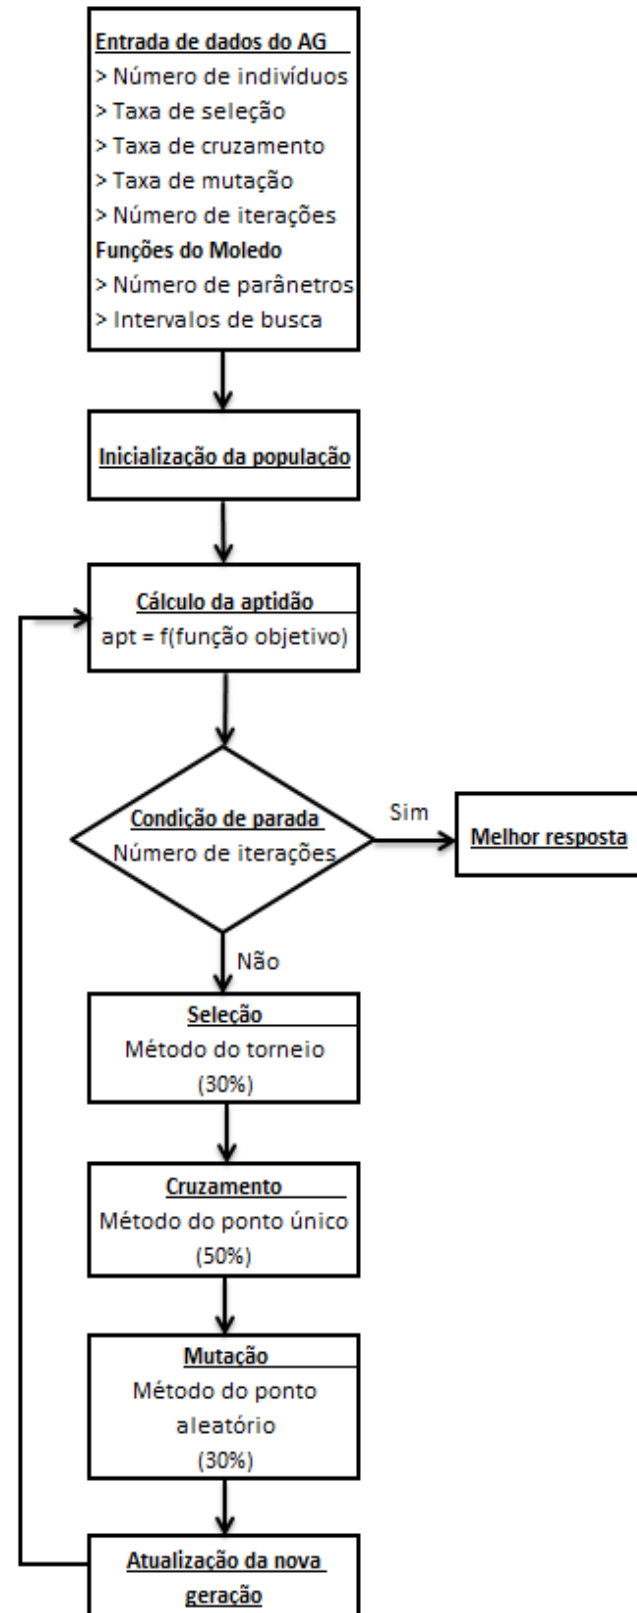 Entrada de dados do AG
> Número de indivíduos
> Taxa de seleção
> Taxa de cruzamento
> Taxa de mutação
> Número de iterações
Funções do Moledo
> Número de parânetros
> Intervalos de busca
Inicialização da população
Cálculo da aptidão
apt = f(função objetivo)
Condição de parada
Número de iterações
Sim
Melhor resposta
Não
Seleção
Método do torneio
(30%)
Cruzamento
Método do ponto único
(50%)
Mutação
Método do ponto
aleatório
(30%)
Atualização da nova
geração